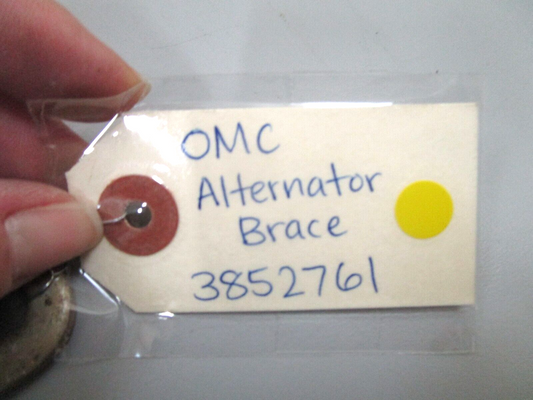 OMC
Alternator
Brace
3852761